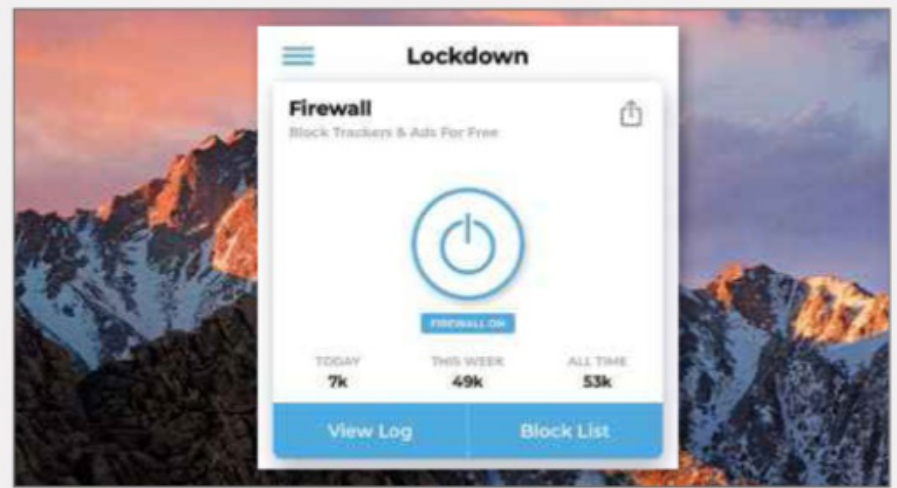 Lockdown
Firewall
Block Trackers & Ads For Free
FIREWALL ON
TODAY THIS WEEK ALL TIME
7k 49k 53k
View Log Block List